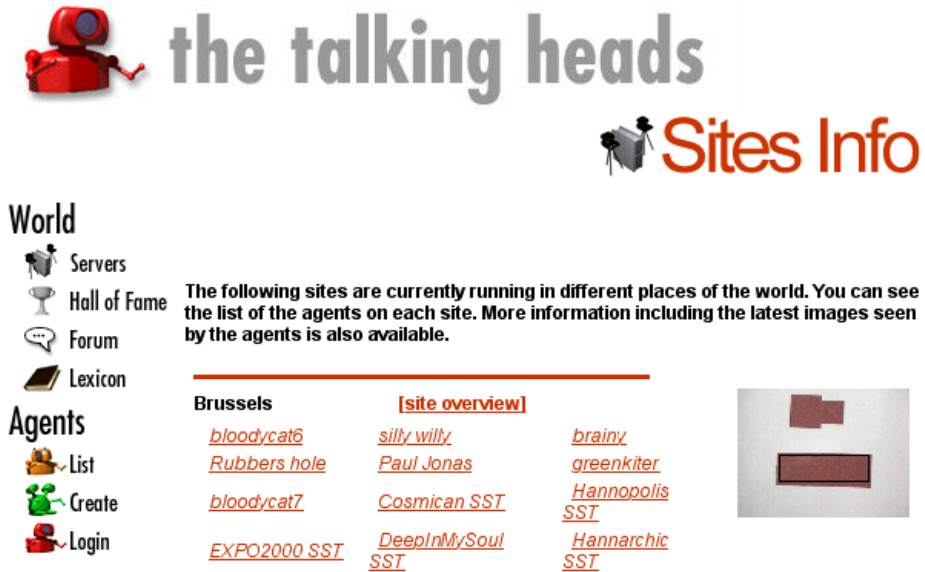 the talking heads
Sites Info
World
Servers
Hall of Fame
Forum
Lexicon
Agents
List
Create
Login
The following sites are currently running in different places of the world. You can see
the list of the agents on each site. More information including the latest images seen
by the agents is also available.
Brussels [site overview]
bloodycat6 silly willy brainy
Rubbers hole Paul Jonas greenkiter
bloodycat7 Cosmican SST Hannopolis
SST
EXPO2000 SST DeepInMySoul
SST Hannarchic
SST